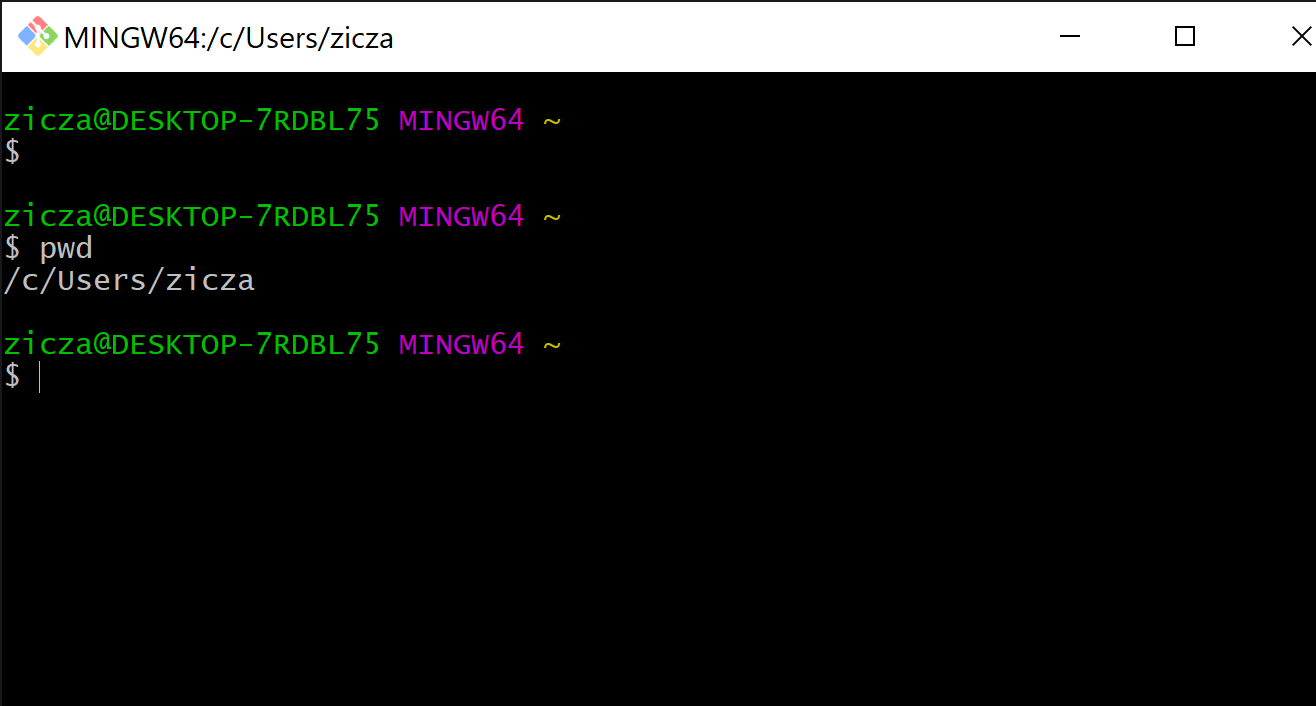 MINGW64:/c/Users/zicza
zicza@DESKTOP-7RDBL75 MINGW64 ~
$
zicza@DESKTOP-7RDBL75 MINGW64 ~
$ pwd
/c/Users/zicza
zicza@DESKTOP-7RDBL75 MINGW64 ~
$